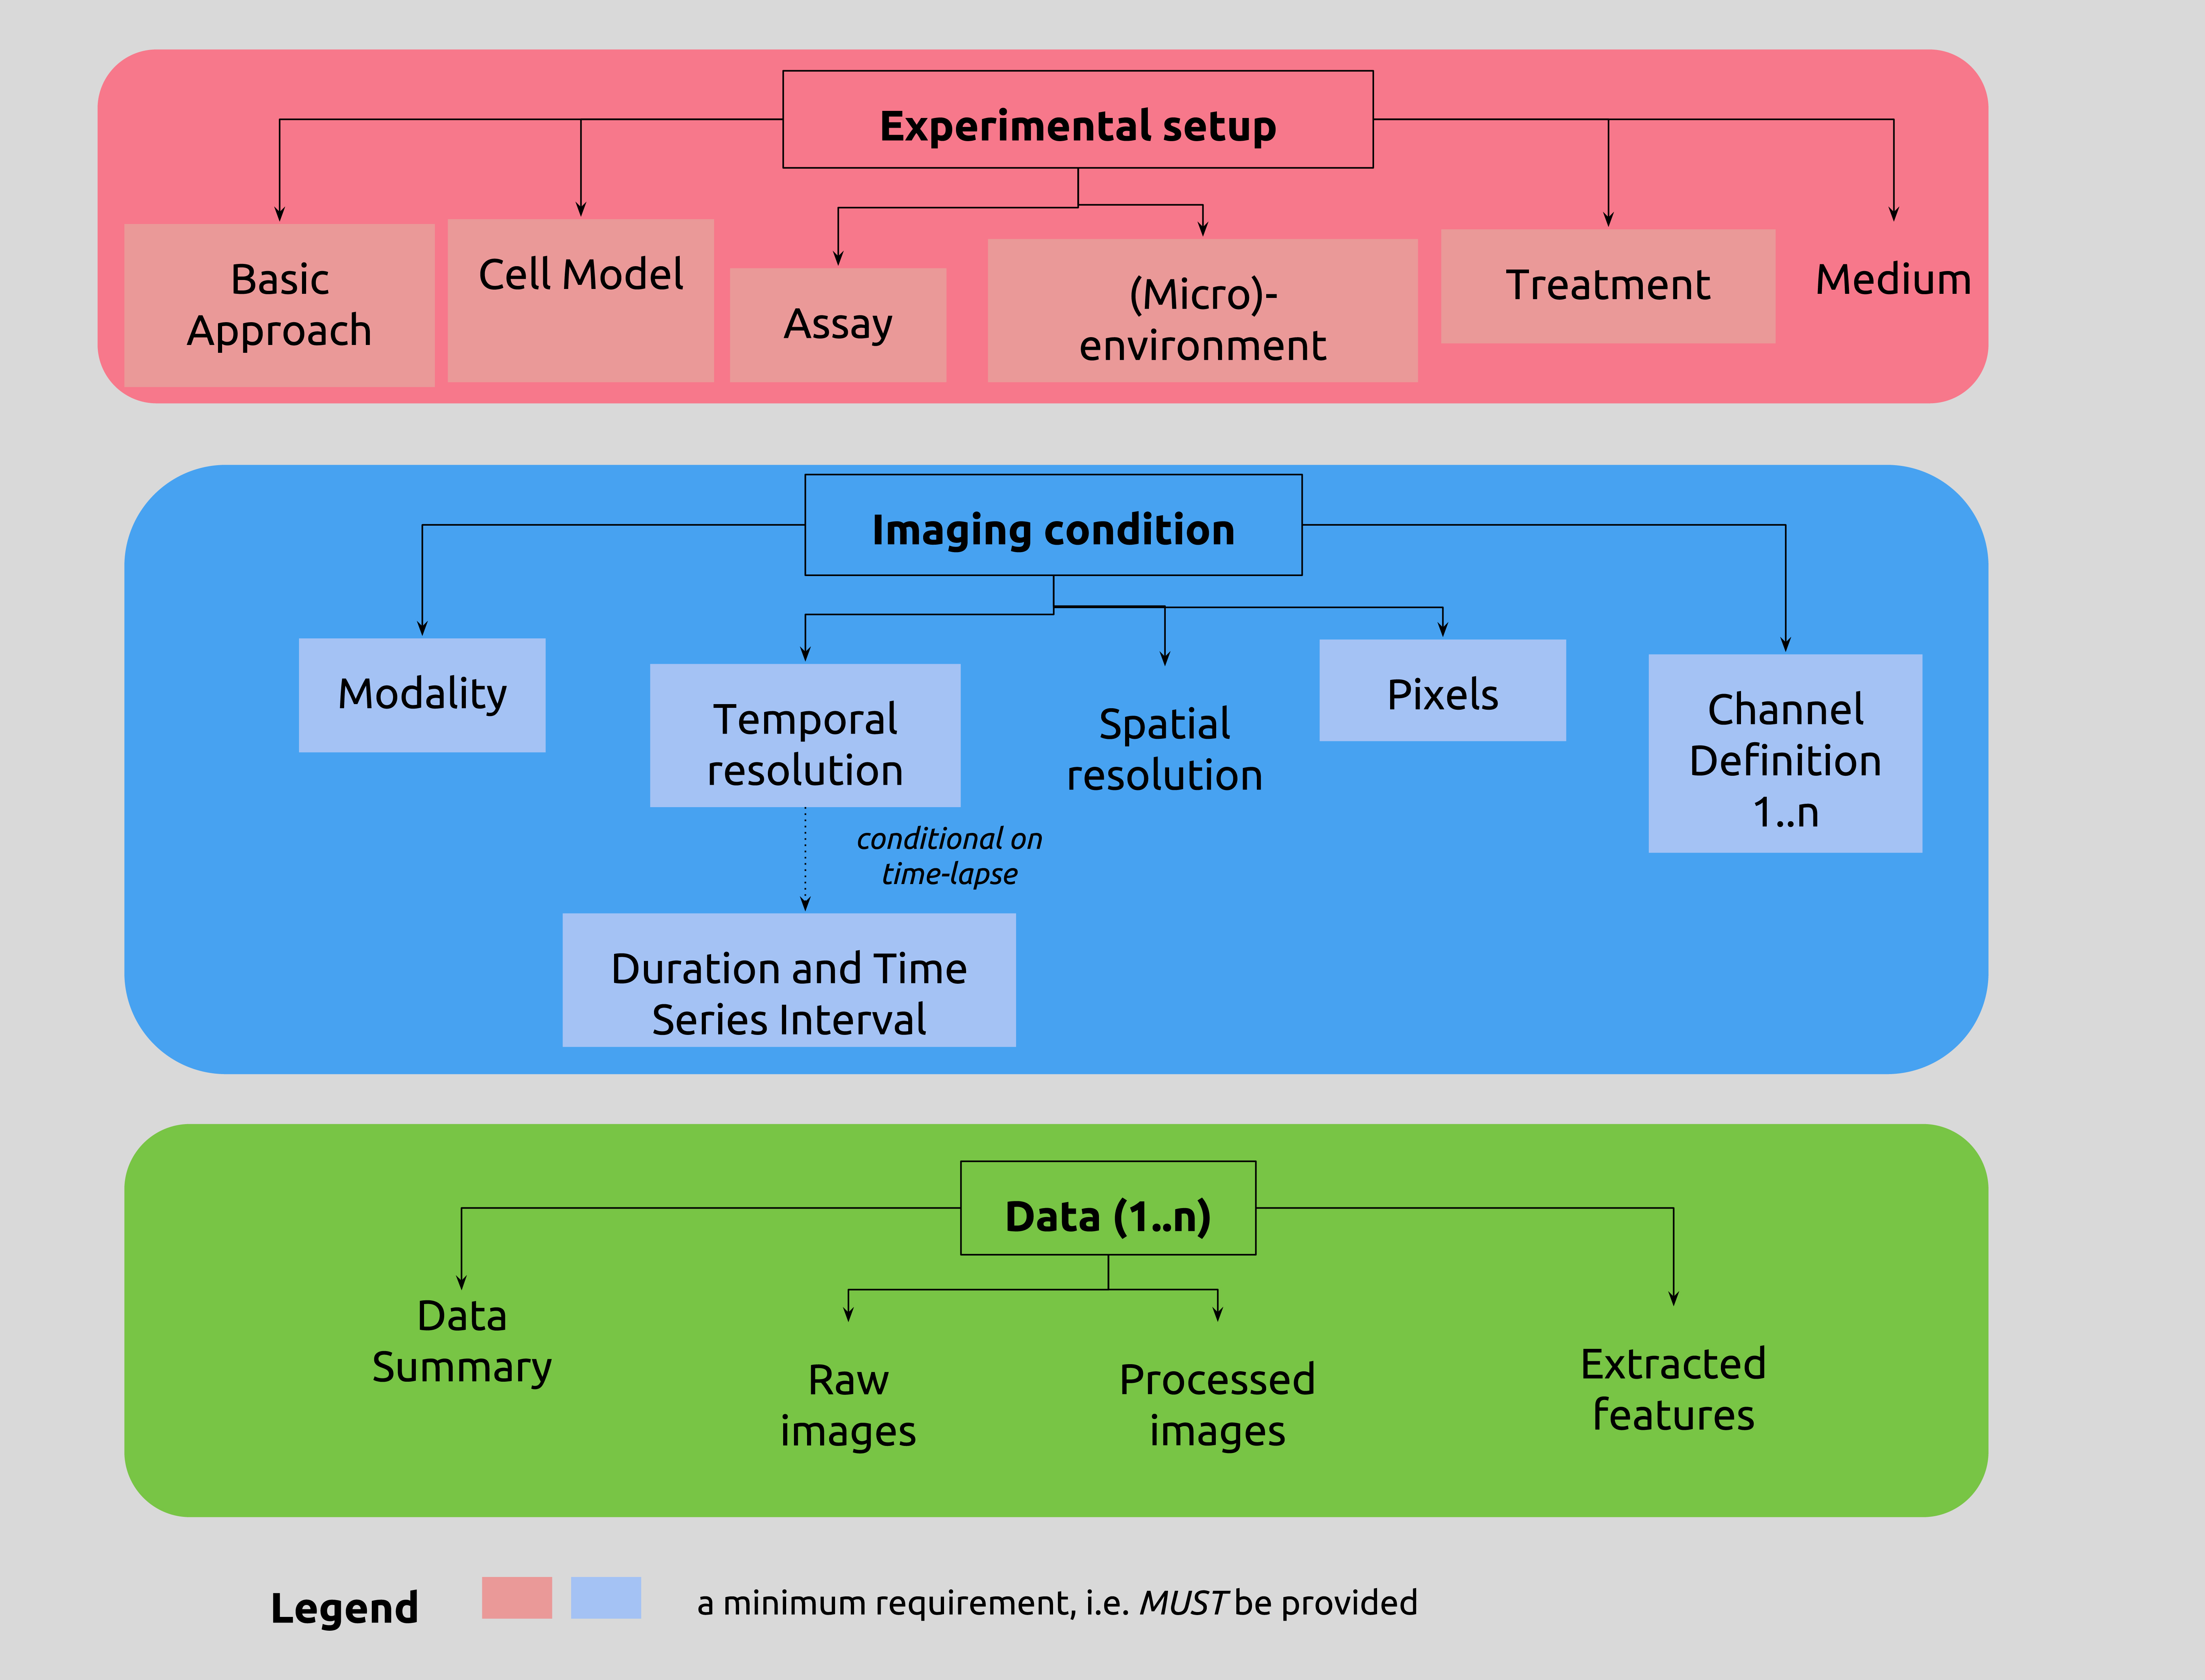 Experimental setup
Basic
Approach
Cell Model
Assay
(Micro)-
environment
Treatment
Medium
Imaging condition
Modality
Temporal
resolution
Spatial
resolution
Pixels
Channel
Definition
1..n
conditional on
time-lapse
Duration and Time
Series Interval
Data (1..n)
Data
Summary
Raw
images
Processed
images
Extracted
features
Legend
a minimum requirement, i.e. MUST be provided